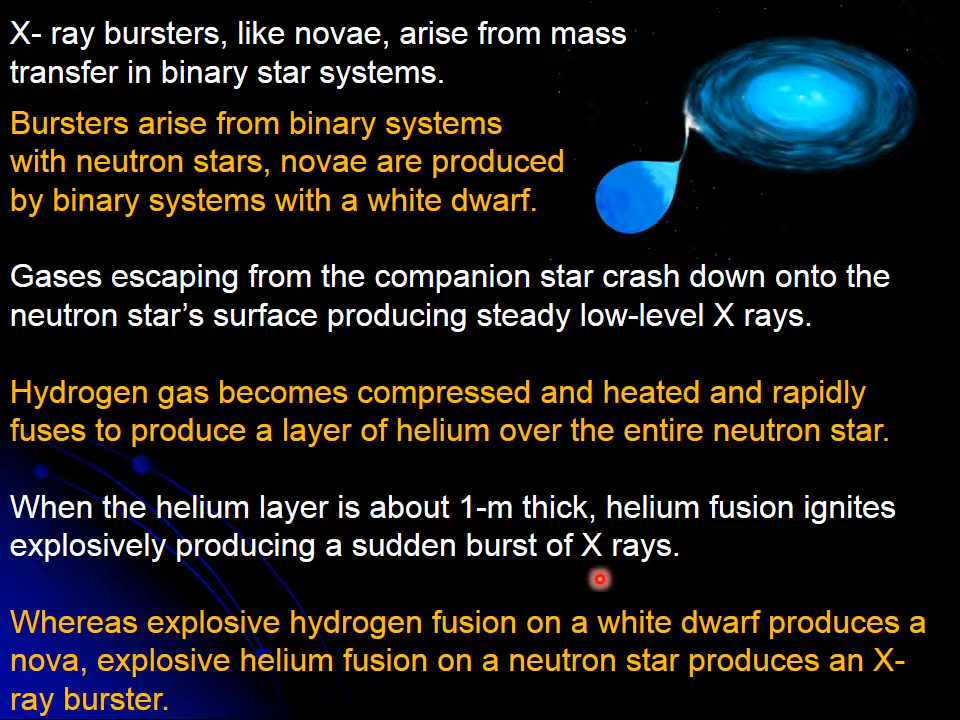 X- ray bursters, like novae, arise from mass
transfer in binary star systems.
Bursters arise from binary systems
with neutron stars, novae are produced
by binary systems with a white dwarf.
Gases escaping from the companion star crash down onto the
neutron star’s surface producing steady low-level X rays.
Hydrogen gas becomes compressed and heated and rapidly
fuses to produce a layer of helium over the entire neutron star.
When the helium layer is about 1-m thick, helium fusion ignites
explosively producing a sudden burst of X rays.
Whereas explosive hydrogen fusion on a white dwarf produces a
nova, explosive helium fusion on a neutron star produces an X-
ray burster.